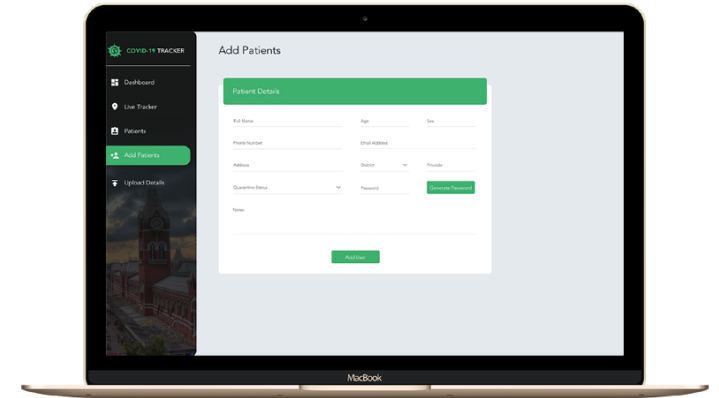 COVID-19 TRACKER
Dashboard
Live Tracker
Patients
Add Patients
Upload Details
Add Patients
Patient Details
Full Name
Age
Sex
Phone Number
Email Address
Address
District
Quarantine Status
Password
Generate Password
Notes
Add User
MacBook